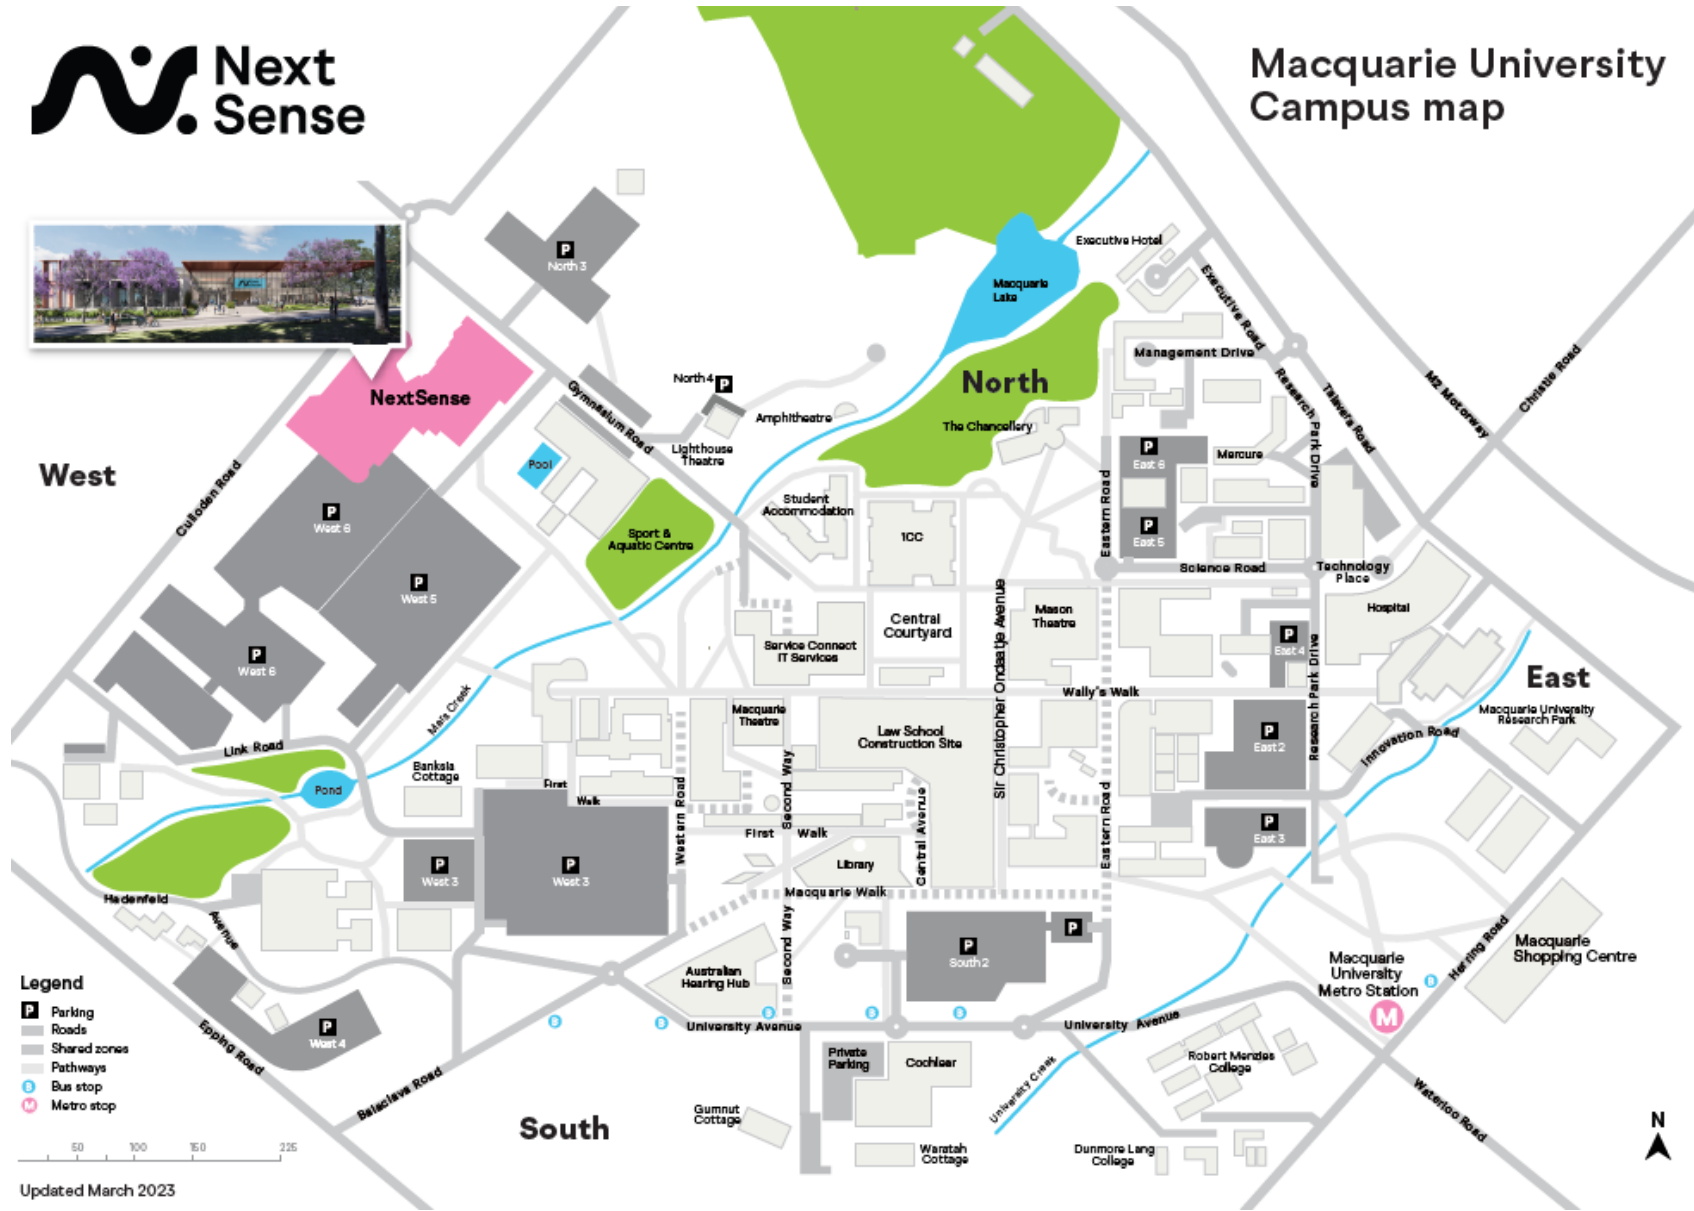 Next
Sense
Macquarie University
Campus map
P
North 3
Executive Hotel
Macquarie
Lake
Executive Road
Management Drive
North
North 4
P
Gymnasium Road
Amphitheatre
Lighthouse
Theatre
The Chancellery
Research Park Drive
Talavera Road
M2 Motorway
Christie Road
NextSense
West
Culloden Road
Pool
P
East 6
Mercure
P
West 6
Student
Accommodation
Sport &
Aquatic Centre
1CC
Eastern Road
P
East 5
Science Road
Technology
Place
P
West 5
Hospital
Central
Courtyard
Mason
Theatre
Sir Christopher Ondaatje Avenue
Service Connect
IT Services
P
West 6
P
East 4
Research Park Drive
East
Wally's Walk
Mars Creek
Macquarie
Theatre
Law School
Construction Site
P
East 2
Macquarie University
Research Park
Innovation Road
Link Road
Banksia
Cottage
Pond
First
Walk
Western Road
Second Way
First Walk
Central Avenue
Eastern Road
P
East 3
Library
P
West 3
P
West 3
Macquarie Walk
Hadenfeld
Avenue
Second Way
P
P
South 2
Macquarie
Shopping Centre
Herring Road
Macquarie
University
Metro Station
M
B
Australian
Hearing Hub
Legend
P Parking
Roads
Shared zones
Pathways
B Bus stop
M Metro stop
P
West 4
Epping Road
B
B
B
B
B
University Avenue
University Avenue
Private
Parking
Cochlear
University Creek
Robert Menzies
College
Balaclava Road
Waterloo Road
South
Gumnut
Cottage
Waratah
Cottage
Dunmore Lang
College
N
50 100 150 225
Updated March 2023